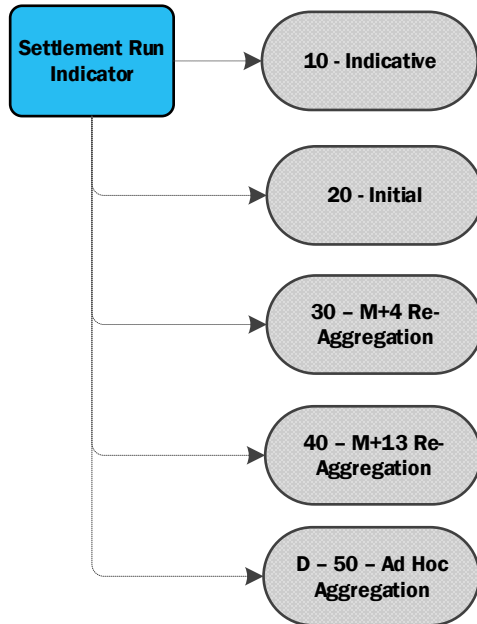 Settlement Run
Indicator
10 - Indicative
20 - Initial
30 – M+4 Re-
Aggregation
40 – M+13 Re-
Aggregation
D – 50 – Ad Hoc
Aggregation